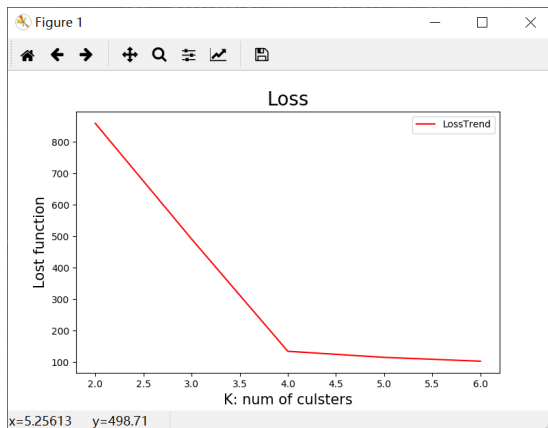 Figure 1
Loss
LossTrend
Lost function
800
700
600
500
400
300
200
100
2.0 2.5 3.0 3.5 4.0 4.5 5.0 5.5 6.0
K: num of culsters
x=5.25613 y=498.71